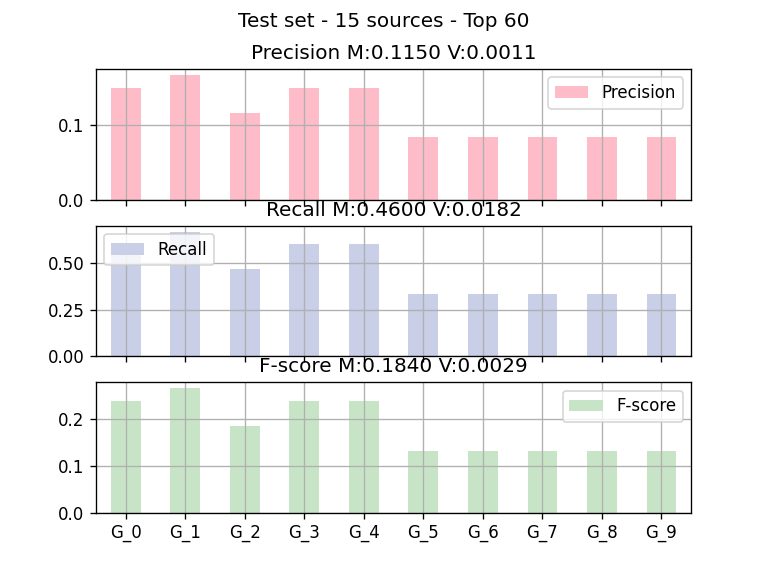 Test set - 15 sources - Top 60
Precision M:0.1150 V:0.0011
Precision
0.1
0.0
Recall M:0.4600 V:0.0182
Recall
0.50
0.25
0.00
F-score M:0.1840 V:0.0029
F-score
0.2
0.1
0.0
G_0 G_1 G_2 G_3 G_4 G_5 G_6 G_7 G_8 G_9